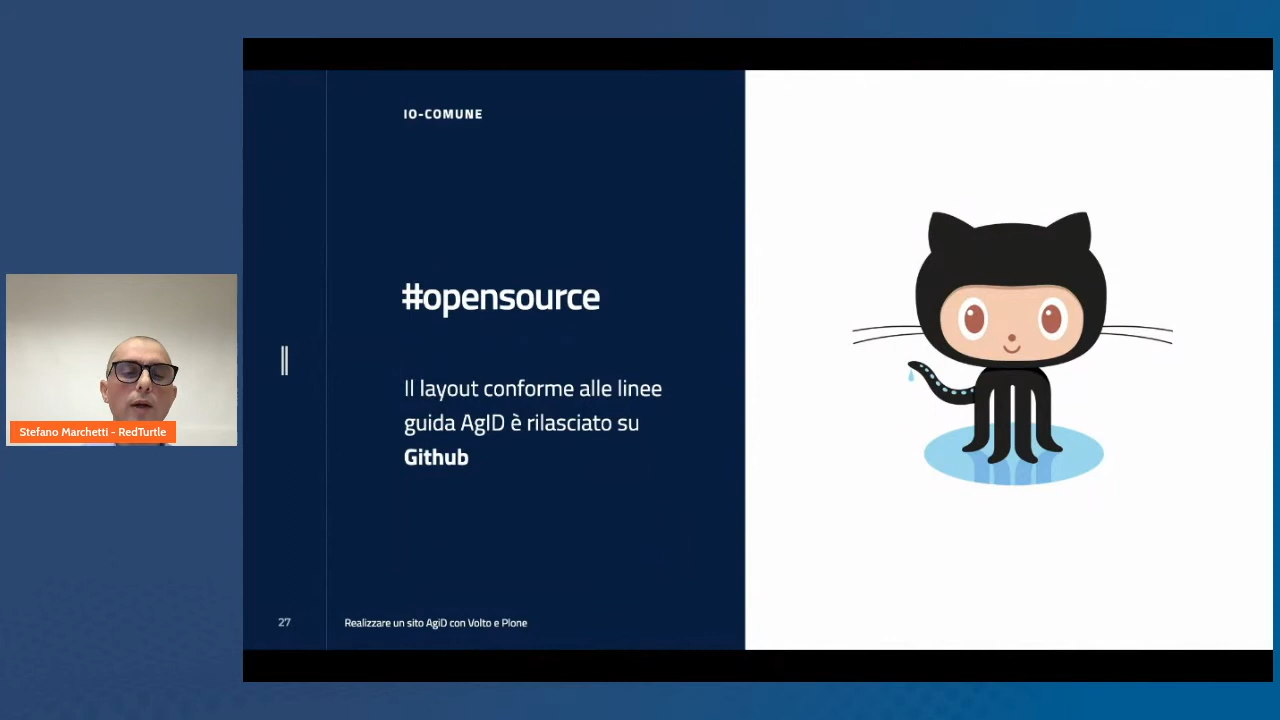 IO-COMUNE
#opensource
Il layout conforme alle linee
guida AgID è rilasciato su
Github
Stefano Marchetti - RedTurtle
27
Realizzare un sito AgiD con Volto e Plone